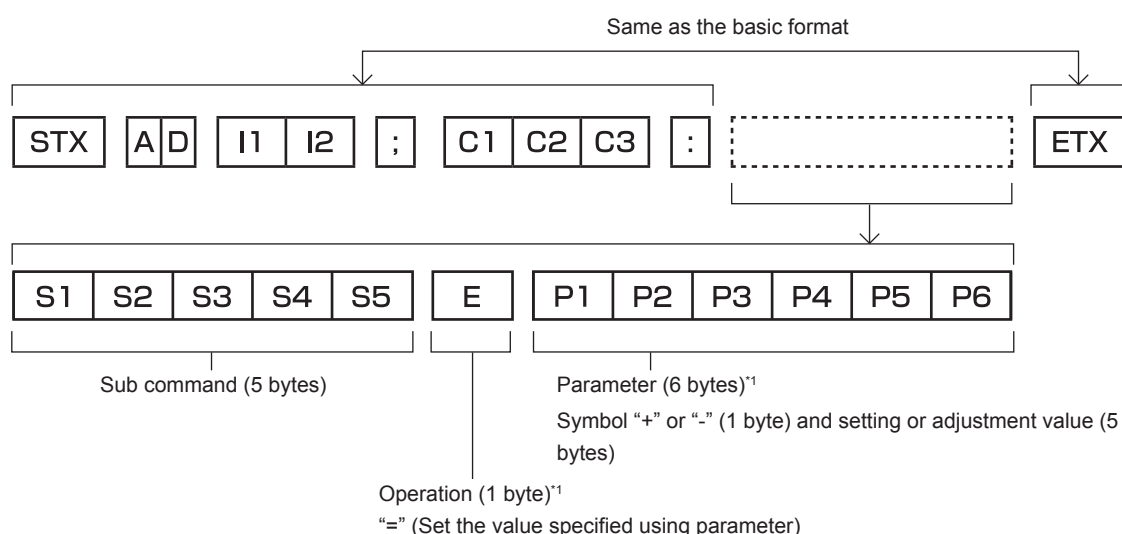 Same as the basic format
STX A D I1 I2 ; C1 C2 C3 : ETX
S1 S2 S3 S4 S5 E P1 P2 P3 P4 P5 P6
Sub command (5 bytes)
Parameter (6 bytes)*1
Symbol “+” or “-” (1 byte) and setting or adjustment value (5
bytes)
Operation (1 byte)*1
“=” (Set the value specified using parameter)